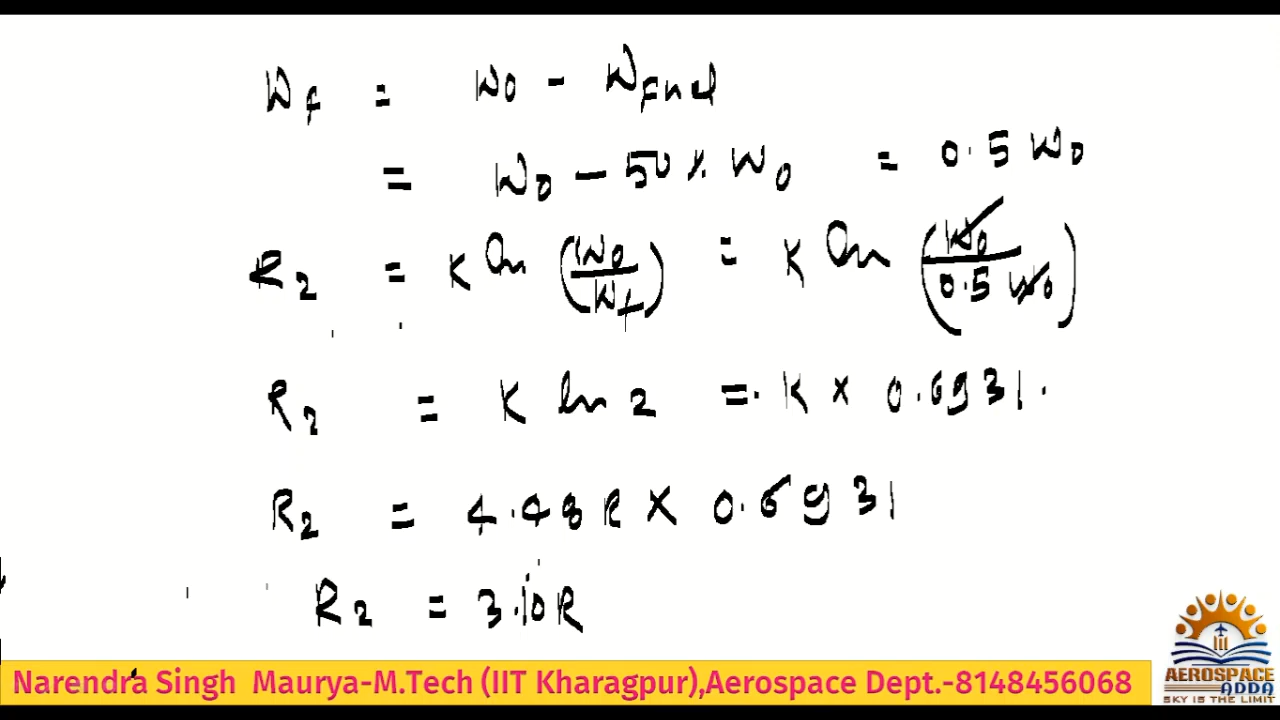 Wf = W0 - Wfuel
= W0 - 50% W0 = 0.5 W0
R2 = K ln (W0/Wf) = K ln (W0/0.5 W0)
R2 = K ln 2 = K × 0.6931.
R2 = 4.48R × 0.6931
R2 = 3.10R
Narendra Singh Maurya-M.Tech (IIT Kharagpur),Aerospace Dept.-8148456068
AEROSPACE
ADDA
SKY IS THE LIMIT